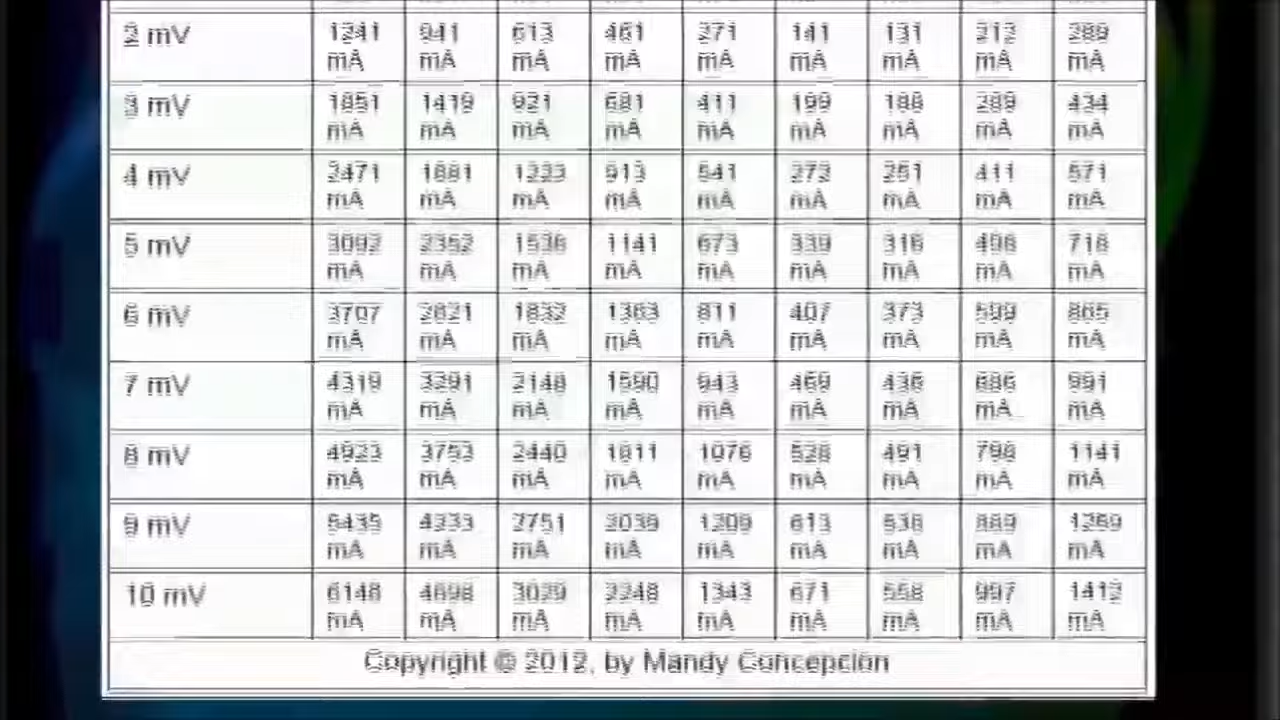 2 mV 1241 mA 941 mA 613 mA 461 mA 271 mA 141 mA 131 mA 212 mA 289 mA
3 mV 1851 mA 1419 mA 921 mA 681 mA 411 mA 199 mA 188 mA 289 mA 434 mA
4 mV 2471 mA 1881 mA 1233 mA 913 mA 541 mA 272 mA 251 mA 411 mA 571 mA
5 mV 3092 mA 2352 mA 1536 mA 1141 mA 673 mA 339 mA 316 mA 498 mA 718 mA
6 mV 3707 mA 2821 mA 1832 mA 1363 mA 811 mA 407 mA 373 mA 599 mA 865 mA
7 mV 4319 mA 3291 mA 2148 mA 1590 mA 943 mA 469 mA 436 mA 686 mA 991 mA
8 mV 4923 mA 3753 mA 2440 mA 1811 mA 1076 mA 528 mA 491 mA 798 mA 1141 mA
9 mV 5435 mA 4233 mA 2751 mA 2039 mA 1209 mA 613 mA 538 mA 889 mA 1269 mA
10 mV 6148 mA 4698 mA 3029 mA 2248 mA 1343 mA 671 mA 558 mA 997 mA 1412 mA
Copyright © 2012, by Mandy Concepcion